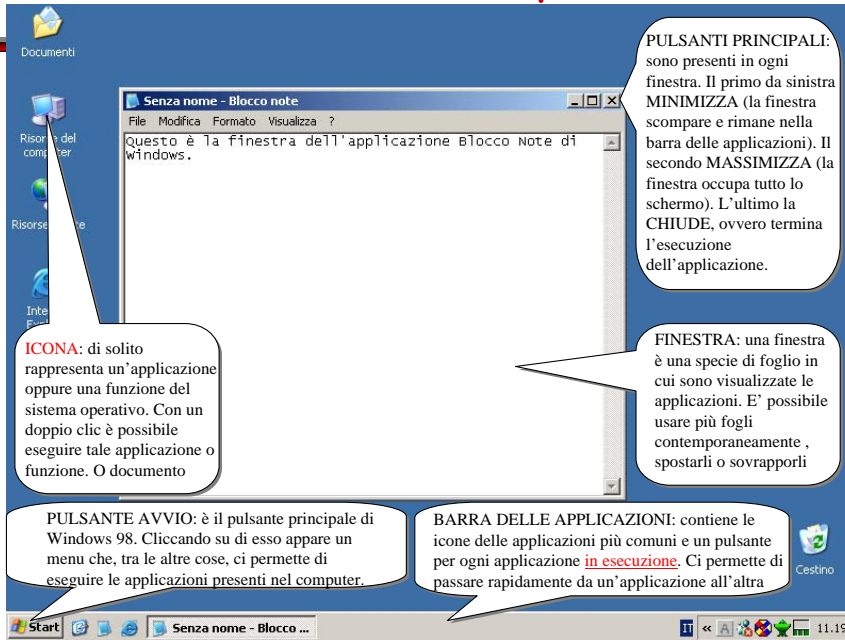 Documenti
PULSANTI PRINCIPALI:
sono presenti in ogni
finestra. Il primo da sinistra
MINIMIZZA (la finestra
scompare e rimane nella
barra delle applicazioni). Il
secondo MASSIMIZZA (la
finestra occupa tutto lo
schermo). L'ultimo la
CHIUDE, ovvero termina
l'esecuzione
dell'applicazione.
Senza nome - Blocco note
File Modifica Formato Visualizza ?
Questo è la finestra dell'applicazione Blocco Note di
Windows.
Risorse del
computer
Risorse
ICONA: di solito
rappresenta un'applicazione
oppure una funzione del
sistema operativo. Con un
doppio clic è possibile
eseguire tale applicazione o
funzione. O documento
FINESTRA: una finestra
è una specie di foglio in
cui sono visualizzate le
applicazioni. E' possibile
usare più fogli
contemporaneamente ,
spostarli o sovrapporli
PULSANTE AVVIO: è il pulsante principale di
Windows 98. Cliccando su di esso appare un
menu che, tra le altre cose, ci permette di
eseguire le applicazioni presenti nel computer.
BARRA DELLE APPLICAZIONI: contiene le
icone delle applicazioni più comuni e un pulsante
per ogni applicazione in esecuzione. Ci permette di
passare rapidamente da un'applicazione all'altra
Cestino
Start
Senza nome - Blocco ...
IT « A 11.19